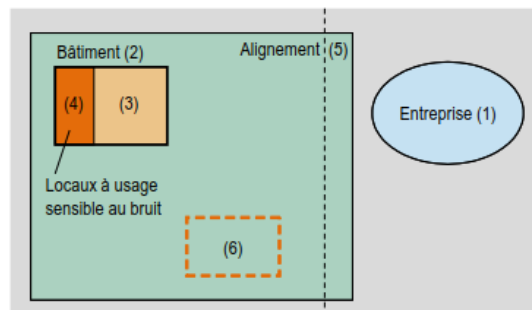 Bâtiment (2)
Alignement (5)
(4)
(3)
Entreprise (1)
Locaux à usage
sensible au bruit
(6)